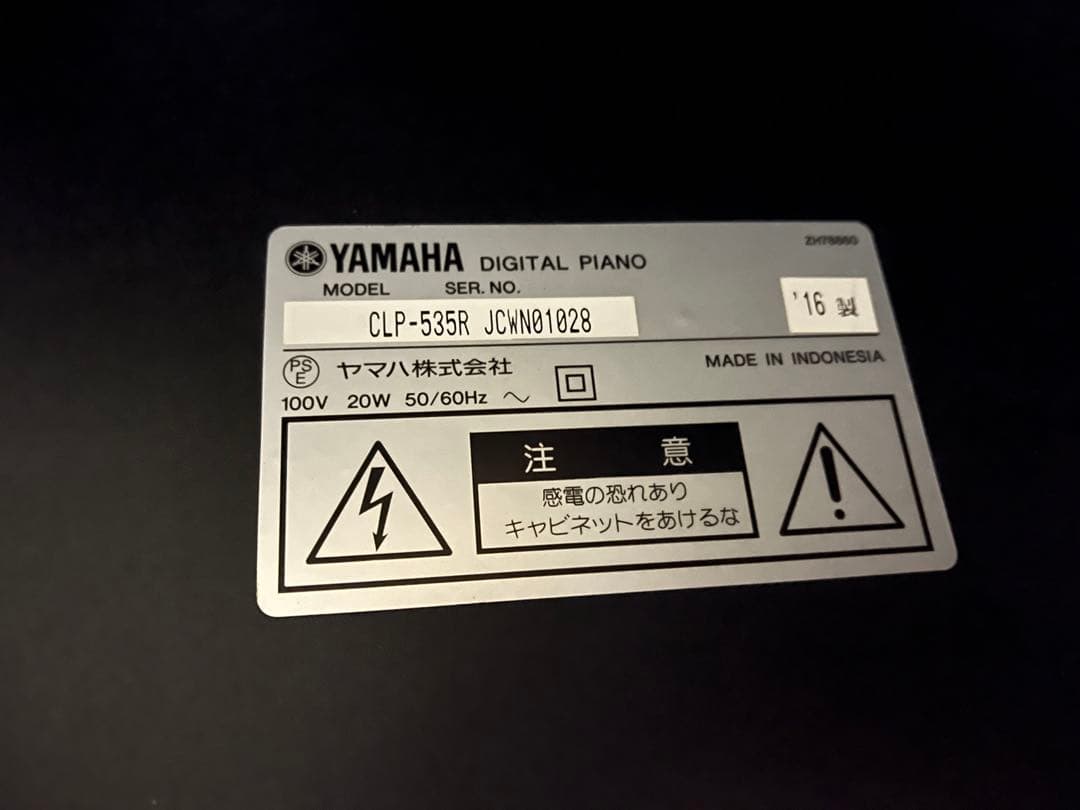 YAMAHA DIGITAL PIANO
MODEL SER. NO.
CLP-535R JCWN01028
'16 製
PSE ヤマハ株式会社
MADE IN INDONESIA
100V 20W 50/60Hz ～
注 意
感電の恐れあり
キャビネットをあけるな